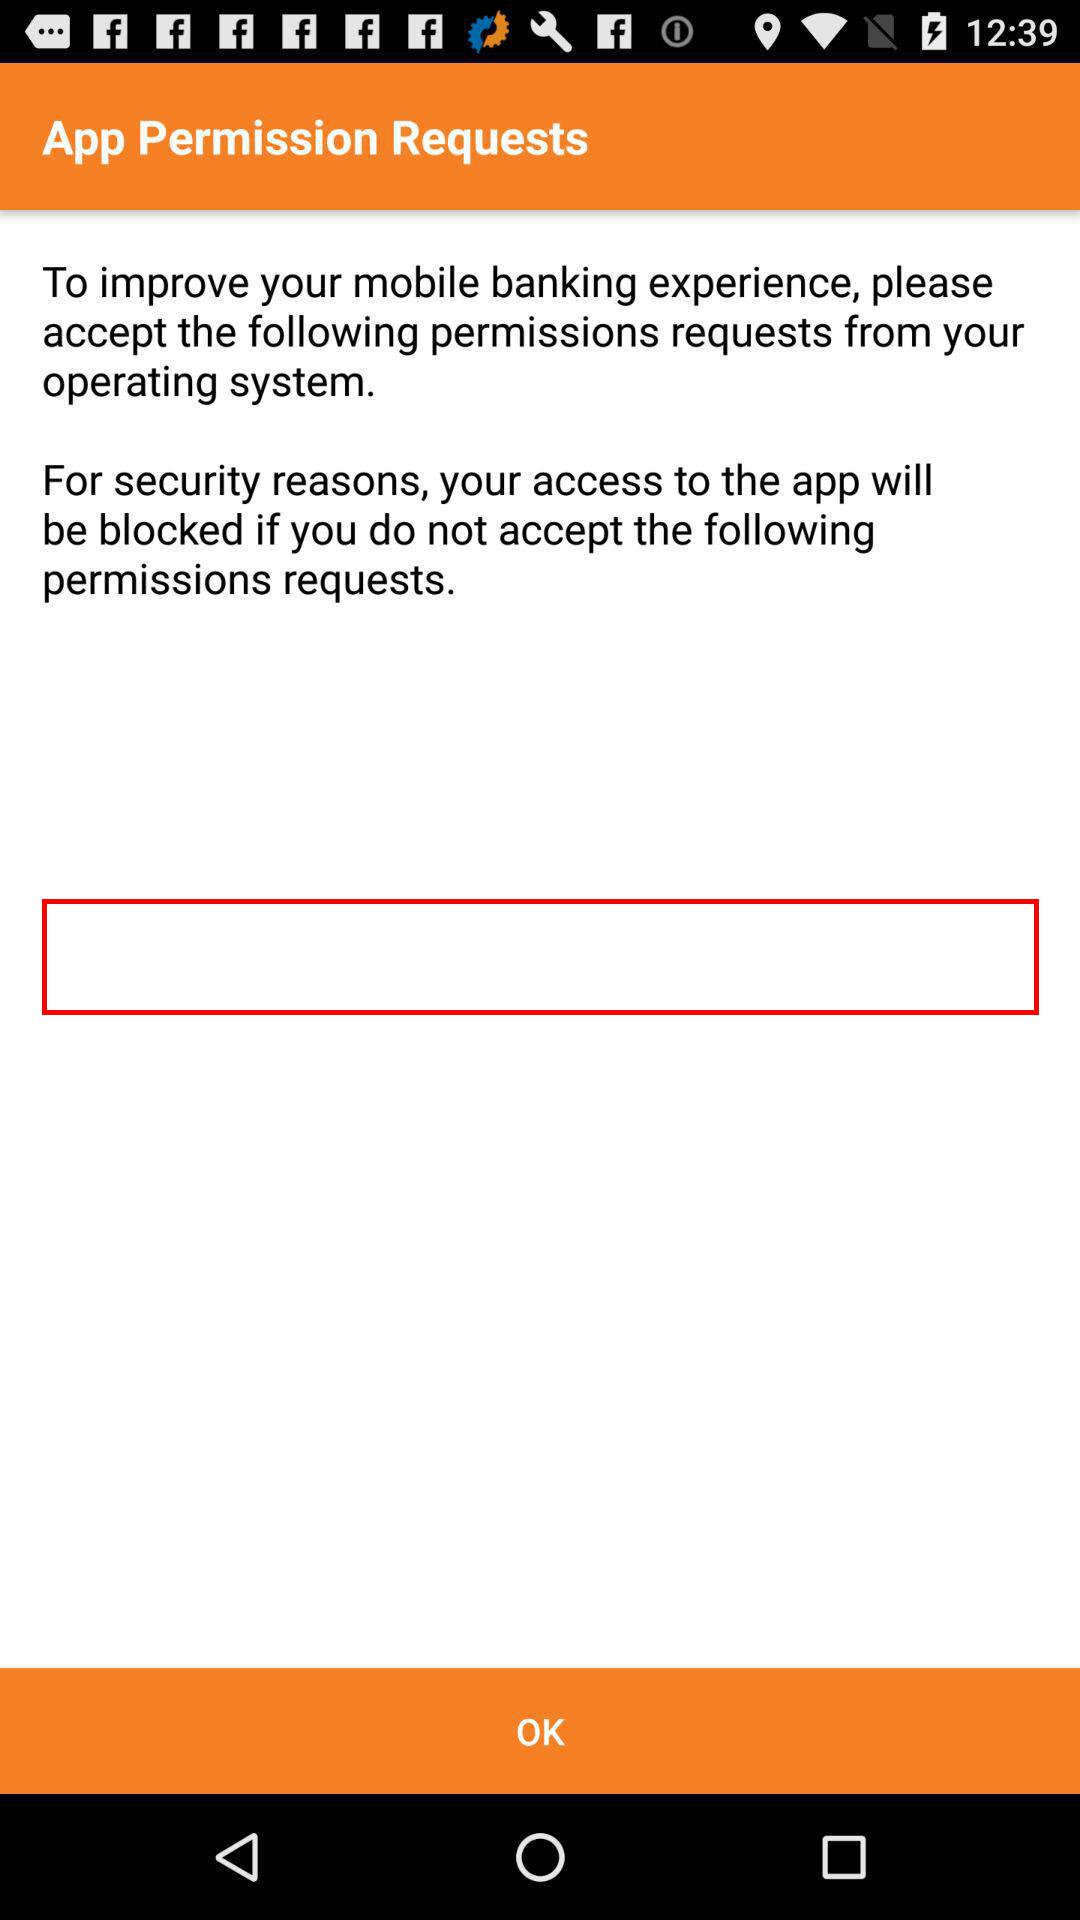 12:39
App Permission Requests
To improve your mobile banking experience, please
accept the following permissions requests from your
operating system.
For security reasons, your access to the app will
be blocked if you do not accept the following
permissions requests.
OK